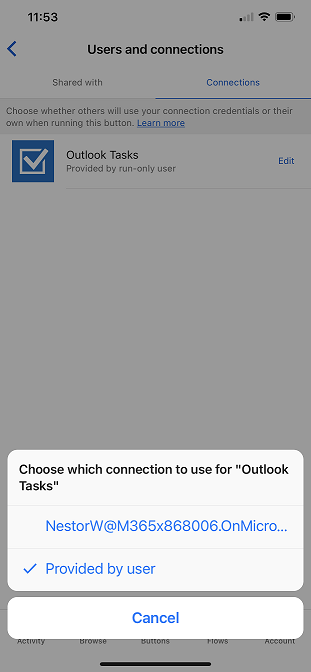 11:53
Users and connections
Shared with
Connections
Choose whether others will use your connection credentials or their
own when running this button. Learn more
Outlook Tasks
Provided by run-only user
Edit
Choose which connection to use for "Outlook
Tasks"
NestorW@M365x868006.OnMicro...
Provided by user
Cancel
Activity
Browse
Buttons
Flows
Account